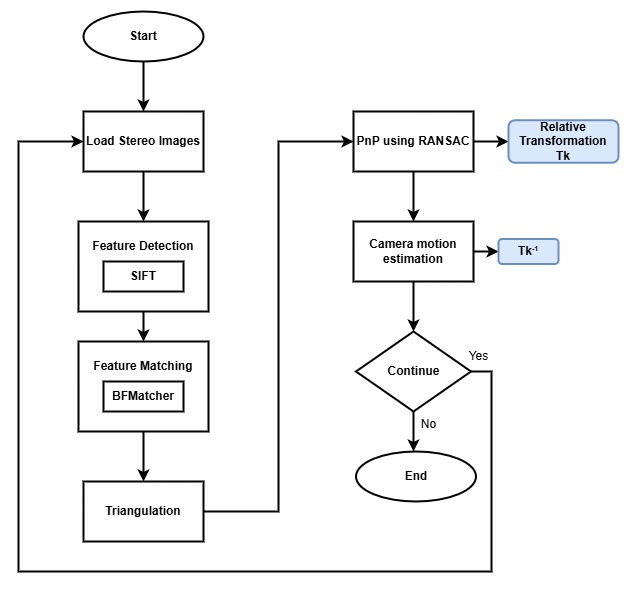 Start
Load Stereo Images
Feature Detection
SIFT
Feature Matching
BFMatcher
Triangulation
PnP using RANSAC
Relative
Transformation
Tk
Camera motion
estimation
Tk⁻¹
Continue
Yes
No
End